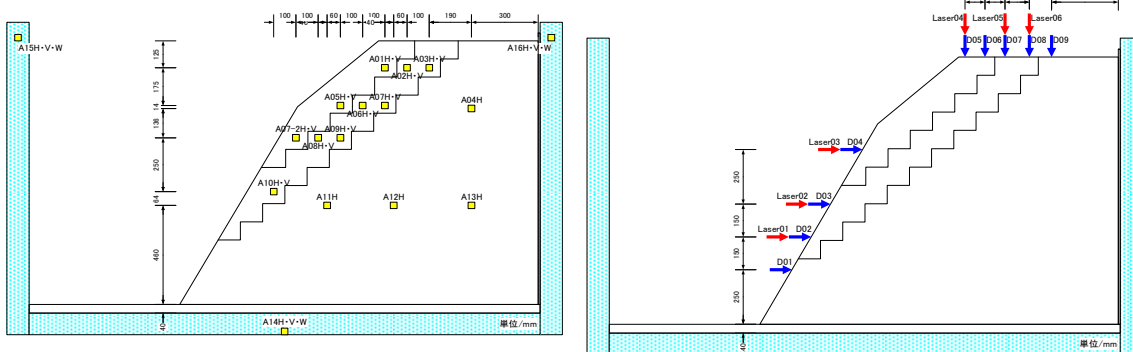 100 100 60 100 100 60 100 190 300
40 40
A15H・V・W
A16H・V・W
125
175
14
136
250
64
460
40
A01H・V A03H・V
A02H・V
A05H・V A07H・V
A04H
A06H・V
A07-2H・V A09H・V
A08H・V
A10H・V
A11H A12H A13H
A14H・V・W
単位/mm
Laser04 Laser05 Laser06
D05 D06 D07 D08 D09
Laser03 D04
Laser02 D03
Laser01 D02
D01
250
150
150
250
40
単位/mm